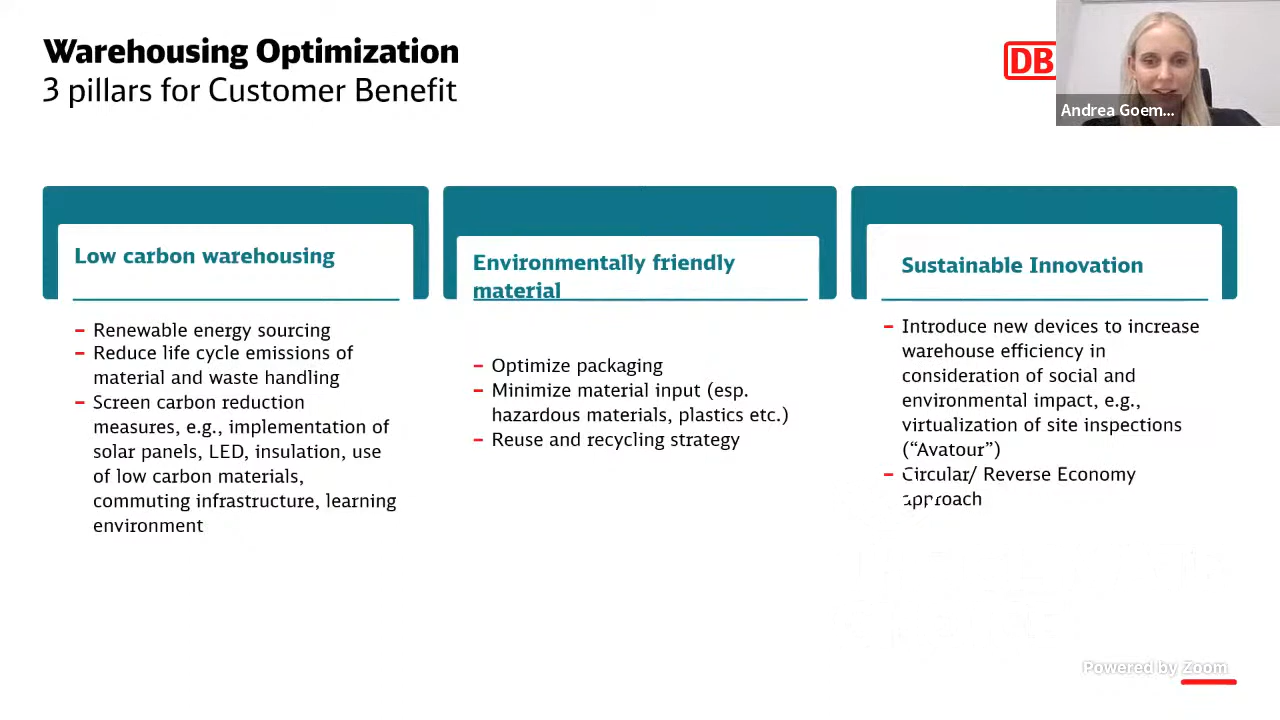 Warehousing Optimization
3 pillars for Customer Benefit
DB
Andrea Goem...
Low carbon warehousing
– Renewable energy sourcing
– Reduce life cycle emissions of
material and waste handling
– Screen carbon reduction
measures, e.g., implementation of
solar panels, LED, insulation, use
of low carbon materials,
commuting infrastructure, learning
environment
Environmentally friendly
material
– Optimize packaging
– Minimize material input (esp.
hazardous materials, plastics etc.)
– Reuse and recycling strategy
Sustainable Innovation
– Introduce new devices to increase
warehouse efficiency in
consideration of social and
environmental impact, e.g.,
virtualization of site inspections
(“Avatour”)
– Circular/ Reverse Economy
approach
Powered by Zoom